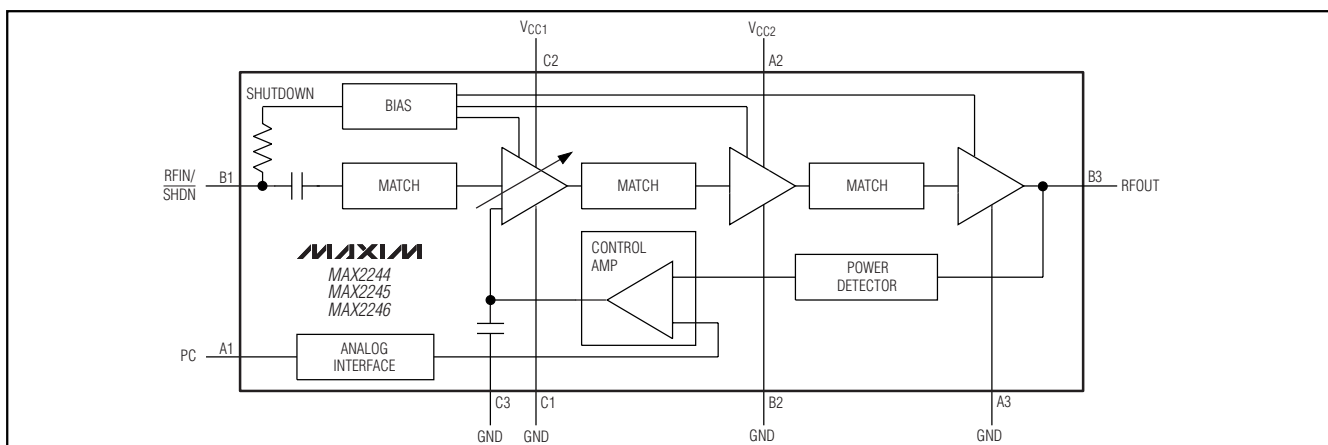 VCC1
VCC2
C2
A2
SHUTDOWN
BIAS
RFIN/
SHDN
B1
MATCH
MATCH
MATCH
B3
RFOUT
MAXIM
MAX2244
MAX2245
MAX2246
CONTROL
AMP
POWER
DETECTOR
PC
A1
ANALOG
INTERFACE
C3
C1
B2
A3
GND
GND
GND
GND